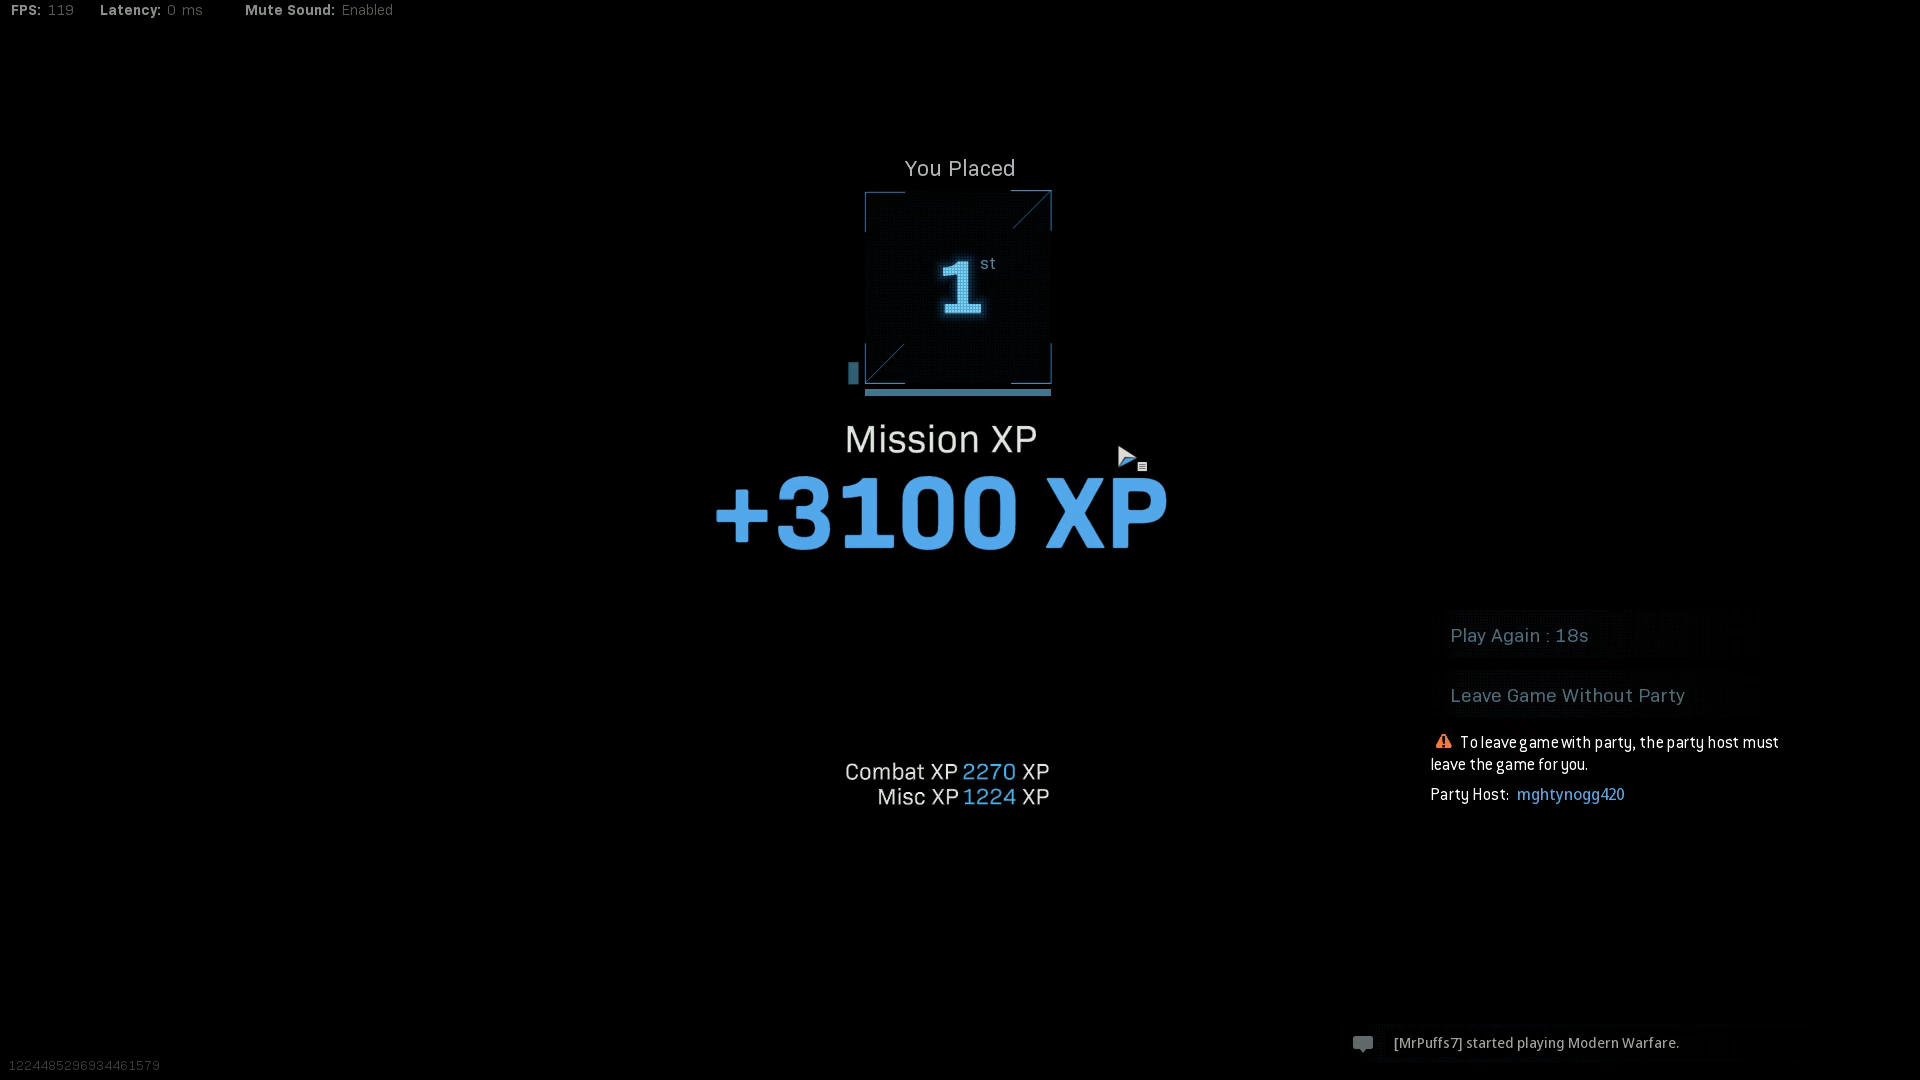 FPS: 119 Latency: 0 ms Mute Sound: Enabled
You Placed
1st
Mission XP
+3100 XP
Play Again : 18s
Leave Game Without Party
To leave game with party, the party host must
leave the game for you.
Party Host: mghtynogg420
Combat XP 2270 XP
Misc XP 1224 XP
[MrPuffs7] started playing Modern Warfare.
1224485296934461579